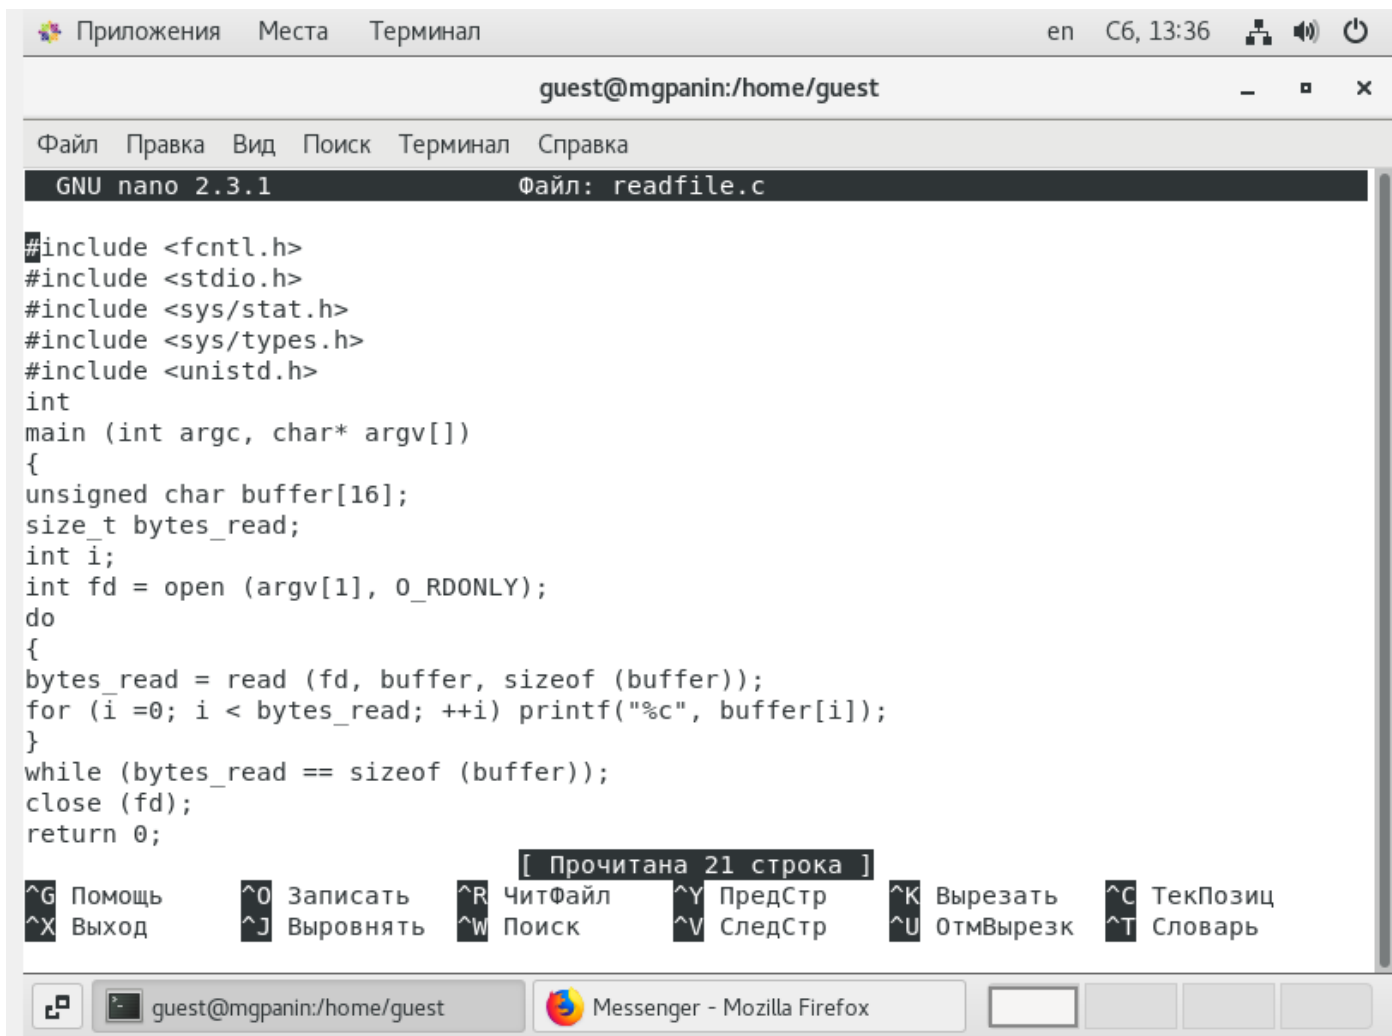 Приложения Места Терминал en Сб, 13:36
guest@mgpanin:/home/guest
Файл Правка Вид Поиск Терминал Справка
GNU nano 2.3.1 Файл: readfile.c
#include <fcntl.h>
#include <stdio.h>
#include <sys/stat.h>
#include <sys/types.h>
#include <unistd.h>
int
main (int argc, char* argv[])
{
unsigned char buffer[16];
size_t bytes_read;
int i;
int fd = open (argv[1], O_RDONLY);
do
{
bytes_read = read (fd, buffer, sizeof (buffer));
for (i =0; i < bytes_read; ++i) printf("%c", buffer[i]);
}
while (bytes_read == sizeof (buffer));
close (fd);
return 0;
[ Прочитана 21 строка ]
^G Помощь ^O Записать ^R ЧитФайл ^Y ПредСтр ^K Вырезать ^C ТекПозиц
^X Выход ^J Выровнять ^W Поиск ^V СледСтр ^U ОтмВырезк ^T Словарь
guest@mgpanin:/home/guest Messenger - Mozilla Firefox